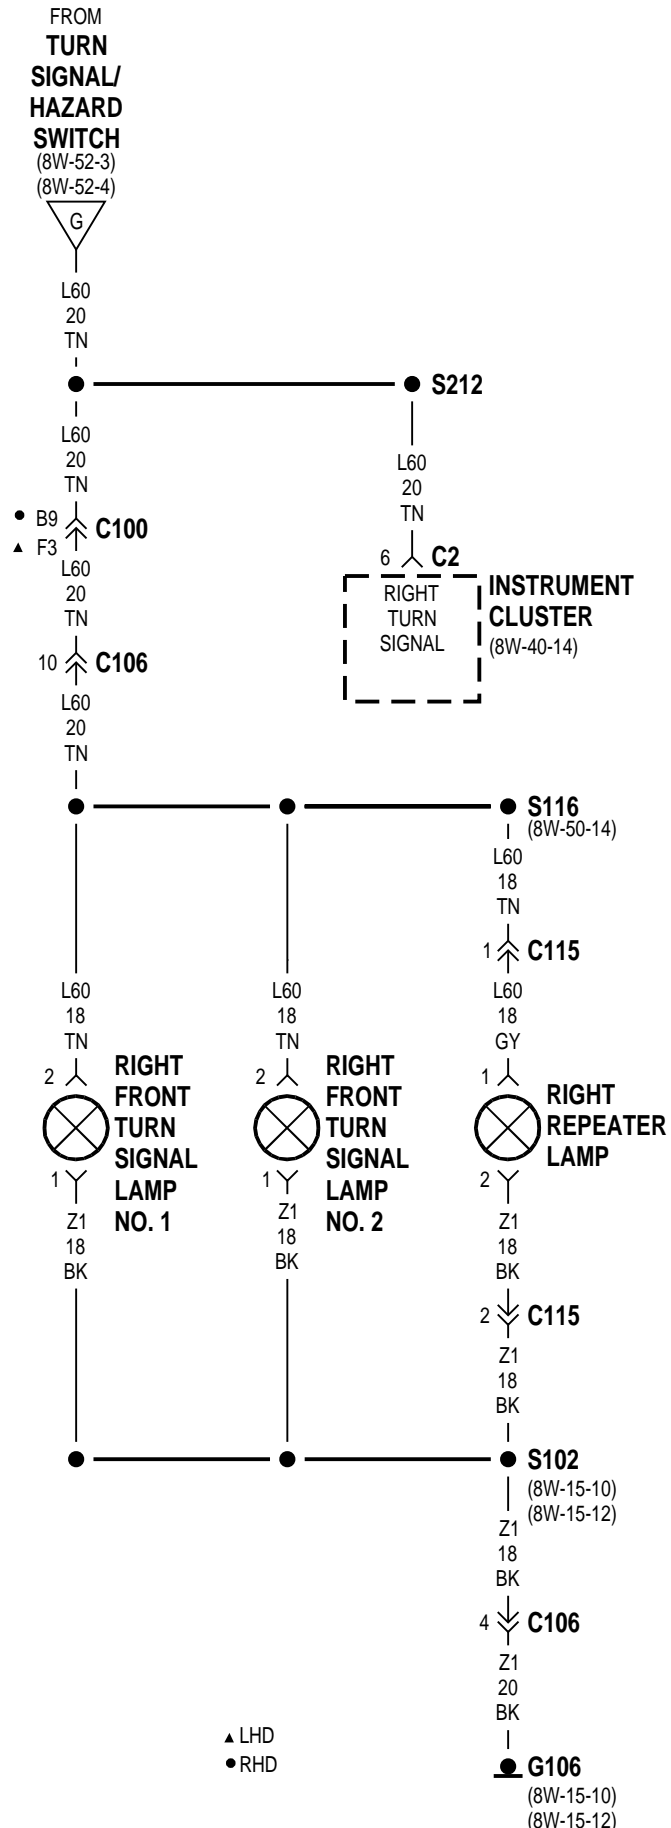 FROM
TURN
SIGNAL/
HAZARD
SWITCH
(8W-52-3)
(8W-52-4)
G
L60
20
TN
S212
L60
20
TN
● B9
▲ F3
C100
L60
20
TN
10
C106
L60
20
TN
L60
20
TN
6
C2
RIGHT
TURN
SIGNAL
INSTRUMENT
CLUSTER
(8W-40-14)
S116
(8W-50-14)
L60
18
TN
1
C115
L60
18
TN
2
RIGHT
FRONT
TURN
SIGNAL
LAMP
NO. 1
1
Z1
18
BK
L60
18
TN
2
RIGHT
FRONT
TURN
SIGNAL
LAMP
NO. 2
1
Z1
18
BK
L60
18
GY
1
RIGHT
REPEATER
LAMP
2
Z1
18
BK
2
C115
Z1
18
BK
S102
(8W-15-10)
(8W-15-12)
Z1
18
BK
4
C106
Z1
20
BK
▲ LHD
● RHD
G106
(8W-15-10)
(8W-15-12)